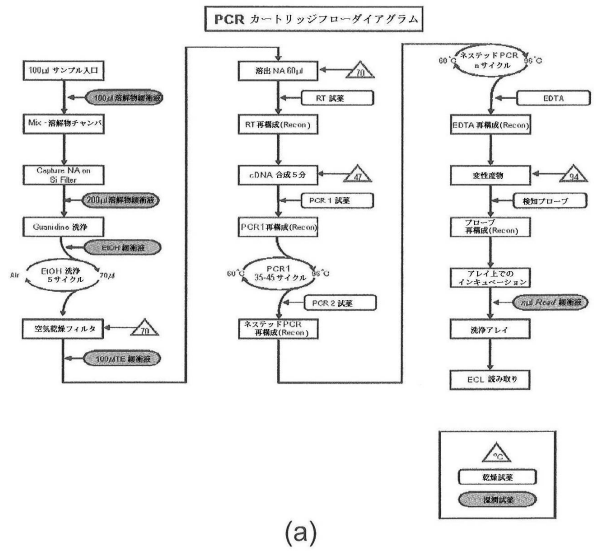 PCR カートリッジフローダイアグラム
100μl サンプル入口
100μl 溶解物緩衝液
Mix - 溶解物チャンバ
Capture NA on
Si Filter
200μl 溶解物緩衝液
Guanidine 洗浄
EtOH 緩衝液
Air
EtOH 洗浄
5サイクル
70μl
空気乾燥フィルタ
70
100μlTE 緩衝液
溶出 NA 60μl
70
RT 試薬
RT 再構成(Recon)
cDNA 合成 5分
47
PCR 1 試薬
PCR1 再構成(Recon)
60℃
PCR1
35-45サイクル
96℃
PCR 2 試薬
ネステッドPCR
再構成(Recon)
60℃
ネステッドPCR
n サイクル
96℃
EDTA
EDTA 再構成(Recon)
変性産物
94
検知プローブ
プローブ
再構成(Recon)
アレイ上での
インキュベーション
nμl Read 緩衝液
洗浄アレイ
ECL 読み取り
℃
乾燥試薬
湿潤試薬
(a)